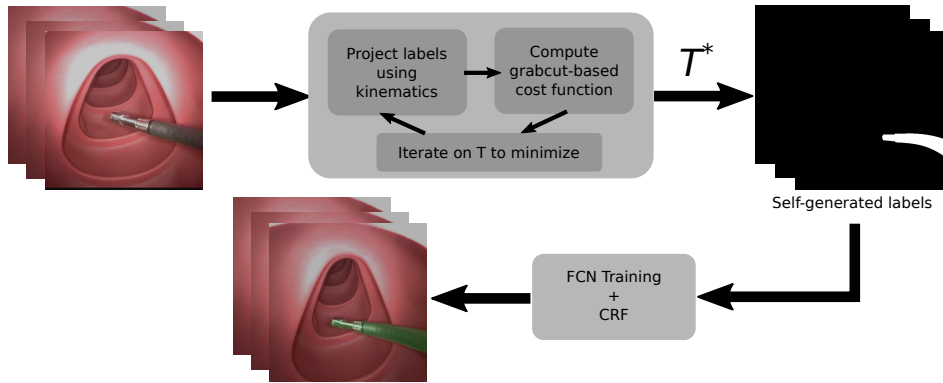 Project labels
using
kinematics
Compute
grabcut-based
cost function
Iterate on T to minimize
T*
Self-generated labels
FCN Training
+
CRF